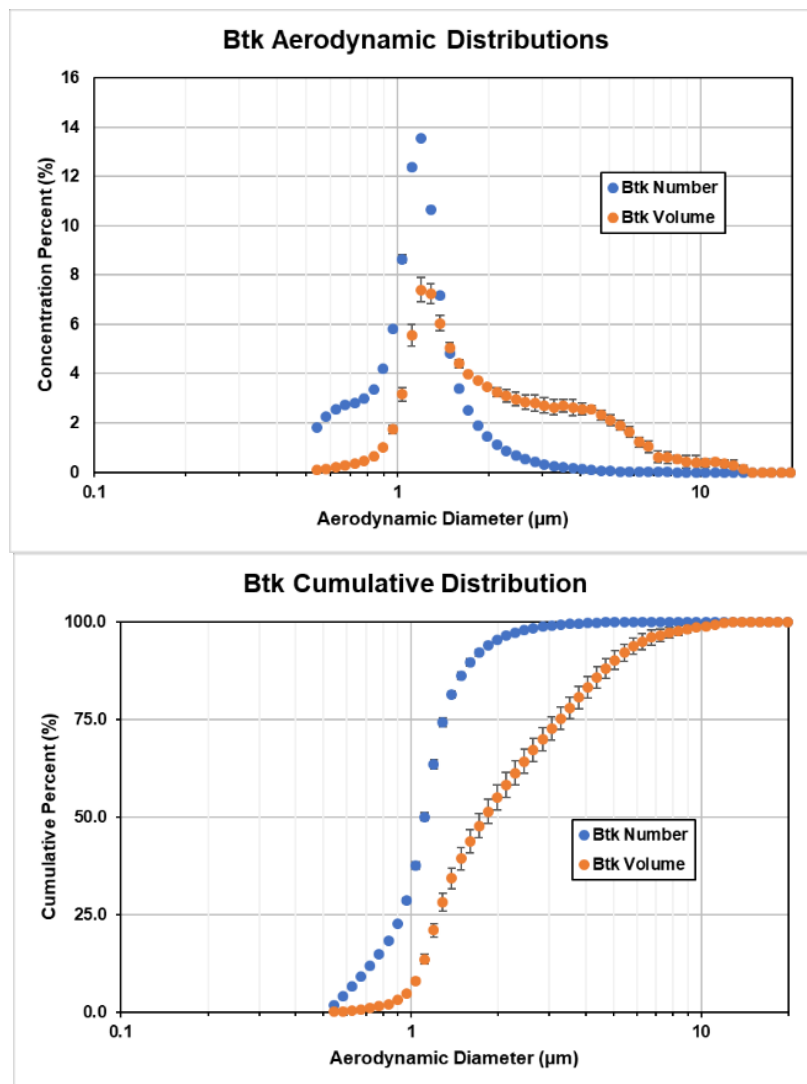 Btk Aerodynamic Distributions
16
14
12
10
8
6
4
2
0
Concentration Percent (%)
Btk Number
Btk Volume
0.1
1
10
Aerodynamic Diameter (µm)
Btk Cumulative Distribution
100.0
75.0
50.0
25.0
0.0
Cumulative Percent (%)
Btk Number
Btk Volume
0.1
1
10
Aerodynamic Diameter (µm)